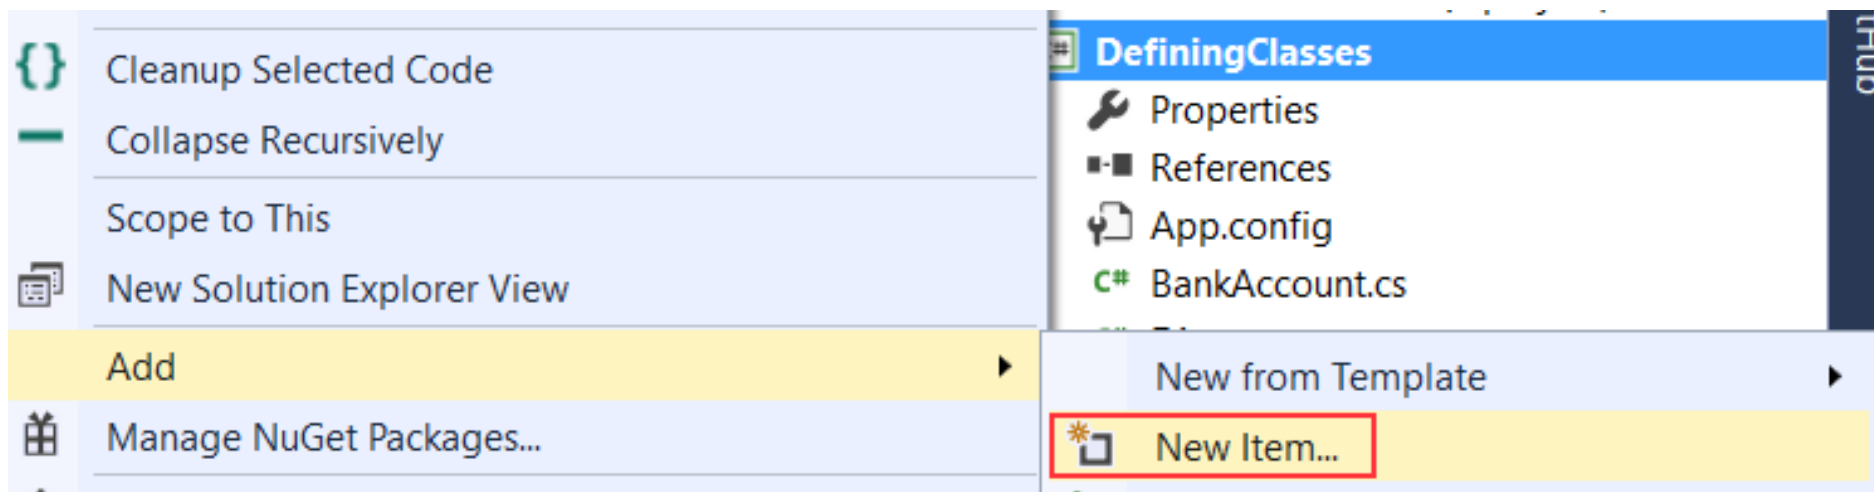 Cleanup Selected Code
Collapse Recursively
Scope to This
New Solution Explorer View
Add
Manage NuGet Packages...
DefiningClasses
Properties
References
App.config
C# BankAccount.cs
New from Template
New Item...